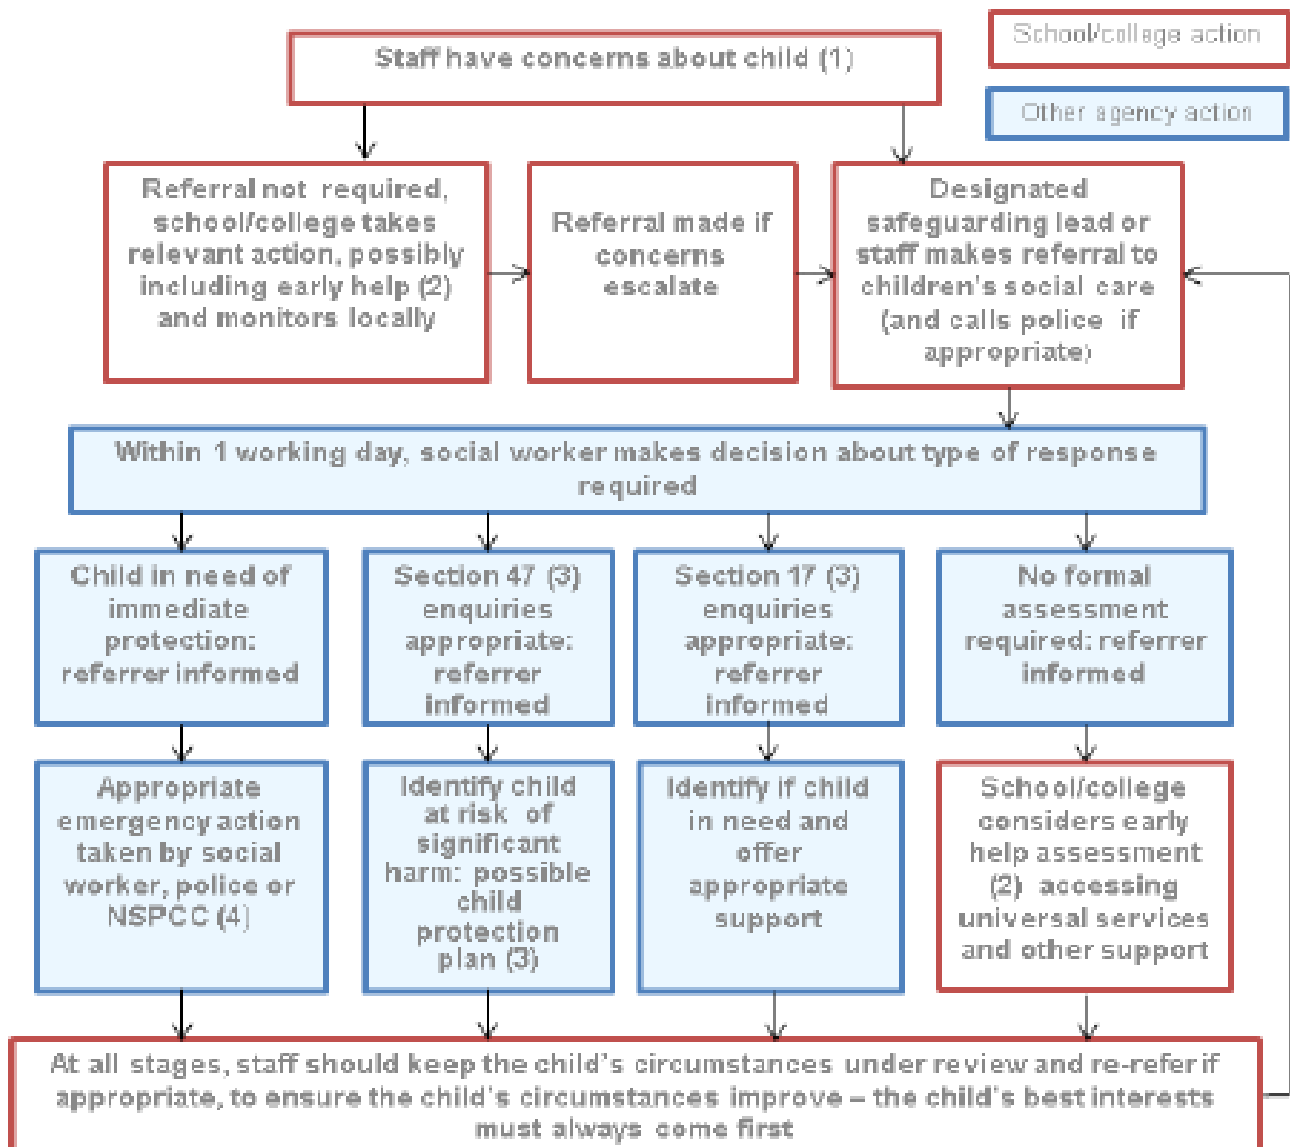 School/college action
Staff have concerns about child (1)
Other agency action
Referral not required,
school/college takes
relevant action, possibly
including early help (2)
and monitors locally
Referral made if
concerns
escalate
Designated
safeguarding lead or
staff makes referral to
children's social care
(and calls police if
appropriate)
Within 1 working day, social worker makes decision about type of response
required
Child in need of
immediate
protection:
referrer informed
Section 47 (3)
enquiries
appropriate:
referrer
informed
Section 17 (3)
enquiries
appropriate:
referrer
informed
No formal
assessment
required: referrer
informed
Appropriate
emergency action
taken by social
worker, police or
NSPCC (4)
Identify child
at risk of
significant
harm: possible
child
protection
plan (3)
Identify if child
in need and
offer
appropriate
support
School/college
considers early
help assessment
(2) accessing
universal services
and other support
At all stages, staff should keep the child's circumstances under review and re-refer if
appropriate, to ensure the child's circumstances improve – the child's best interests
must always come first